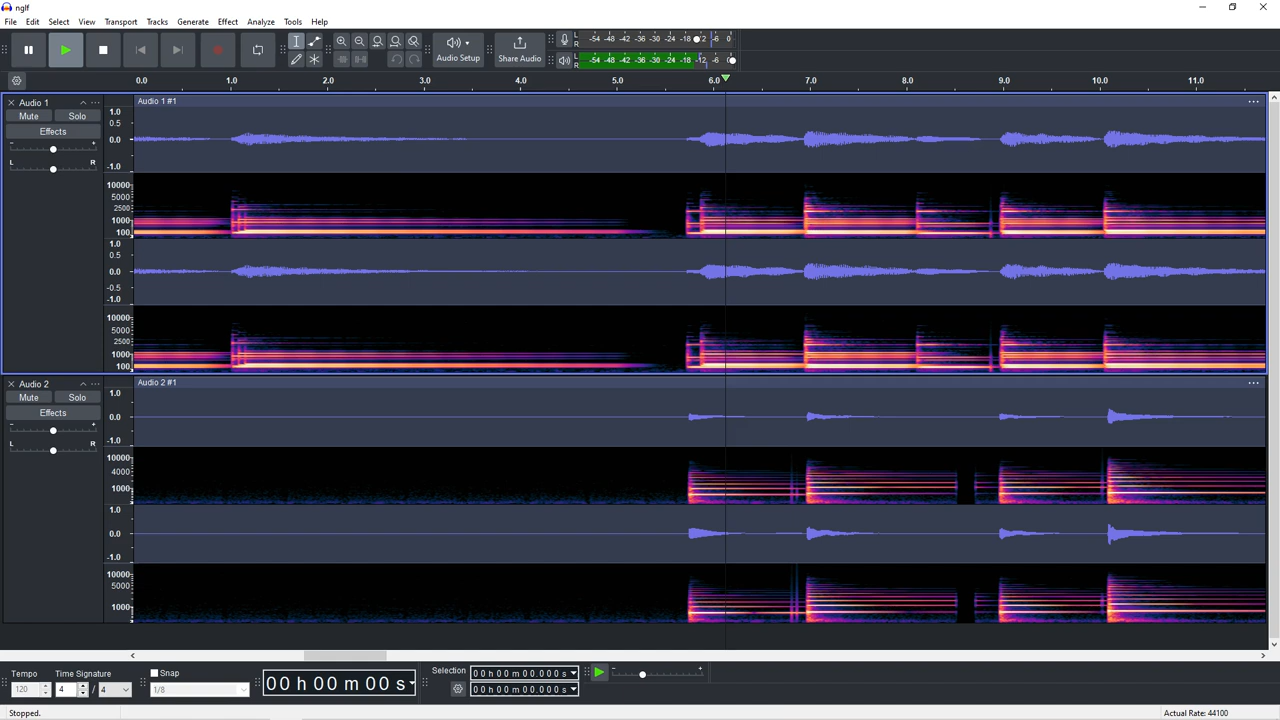 nglf
File Edit Select View Transport Tracks Generate Effect Analyze Tools Help
Audio Setup Share Audio
L R -54 -48 -42 -36 -30 -24 -18 -12 -6 0
L R -54 -48 -42 -36 -30 -24 -18 -12 -6 0
0.0 1.0 2.0 3.0 4.0 5.0 6.0 7.0 8.0 9.0 10.0 11.0
Audio 1 Audio 1 #1
Mute Solo
Effects
- +
L R
1.0
0.5
0.0
-1.0
10000
5000
2500
1000
100
1.0
0.5
0.0
-0.5
-1.0
10000
5000
1000
100
Audio 2 Audio 2 #1
Mute Solo
Effects
- +
L R
1.0
0.0
-1.0
10000
4000
1000
1.0
0.0
-1.0
10000
5000
1000
Tempo Time Signature Snap
120 4 / 4 1/8
00 h 00 m 00 s
Selection
00 h 00 m 00.000 s
00 h 00 m 00.000 s
- +
Stopped. Actual Rate: 44100